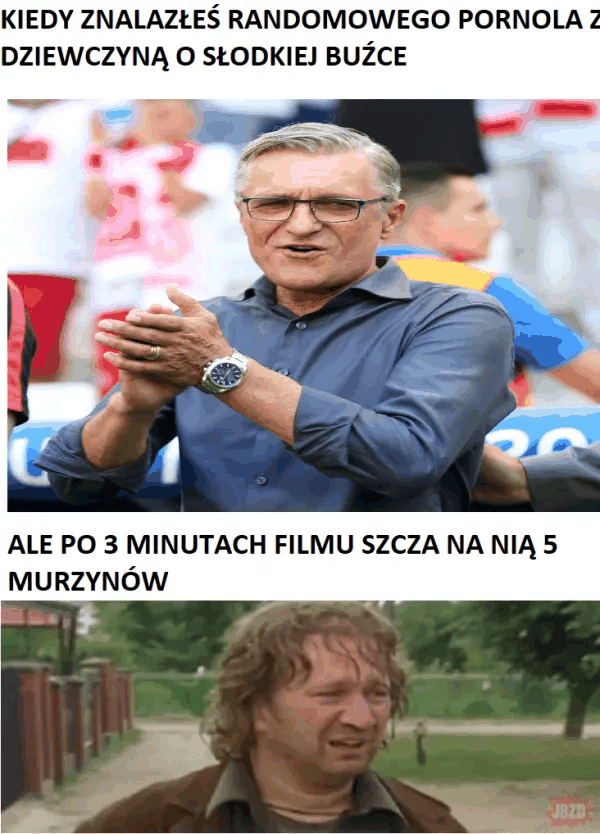 KIEDY ZNALAZŁEŚ RANDOMOWEGO PORNOLA Z
DZIEWCZYNĄ O SŁODKIEJ BUŹCE
ALE PO 3 MINUTACH FILMU SZCZA NA NIĄ 5
MURZYNÓW
JBZD